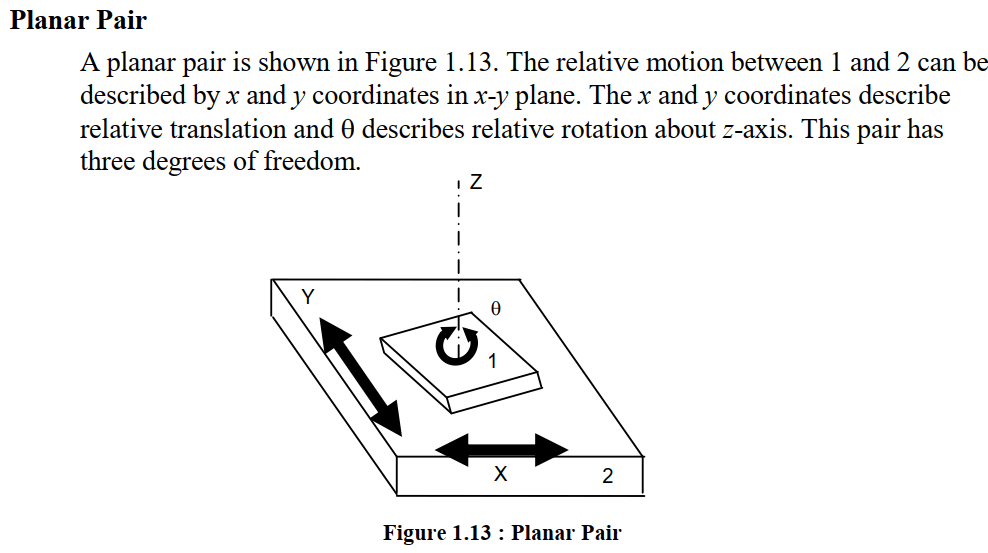 Planar Pair
A planar pair is shown in Figure 1.13. The relative motion between 1 and 2 can be
described by x and y coordinates in x-y plane. The x and y coordinates describe
relative translation and θ describes relative rotation about z-axis. This pair has
three degrees of freedom.
Z
Y
θ
1
X
2
Figure 1.13 : Planar Pair